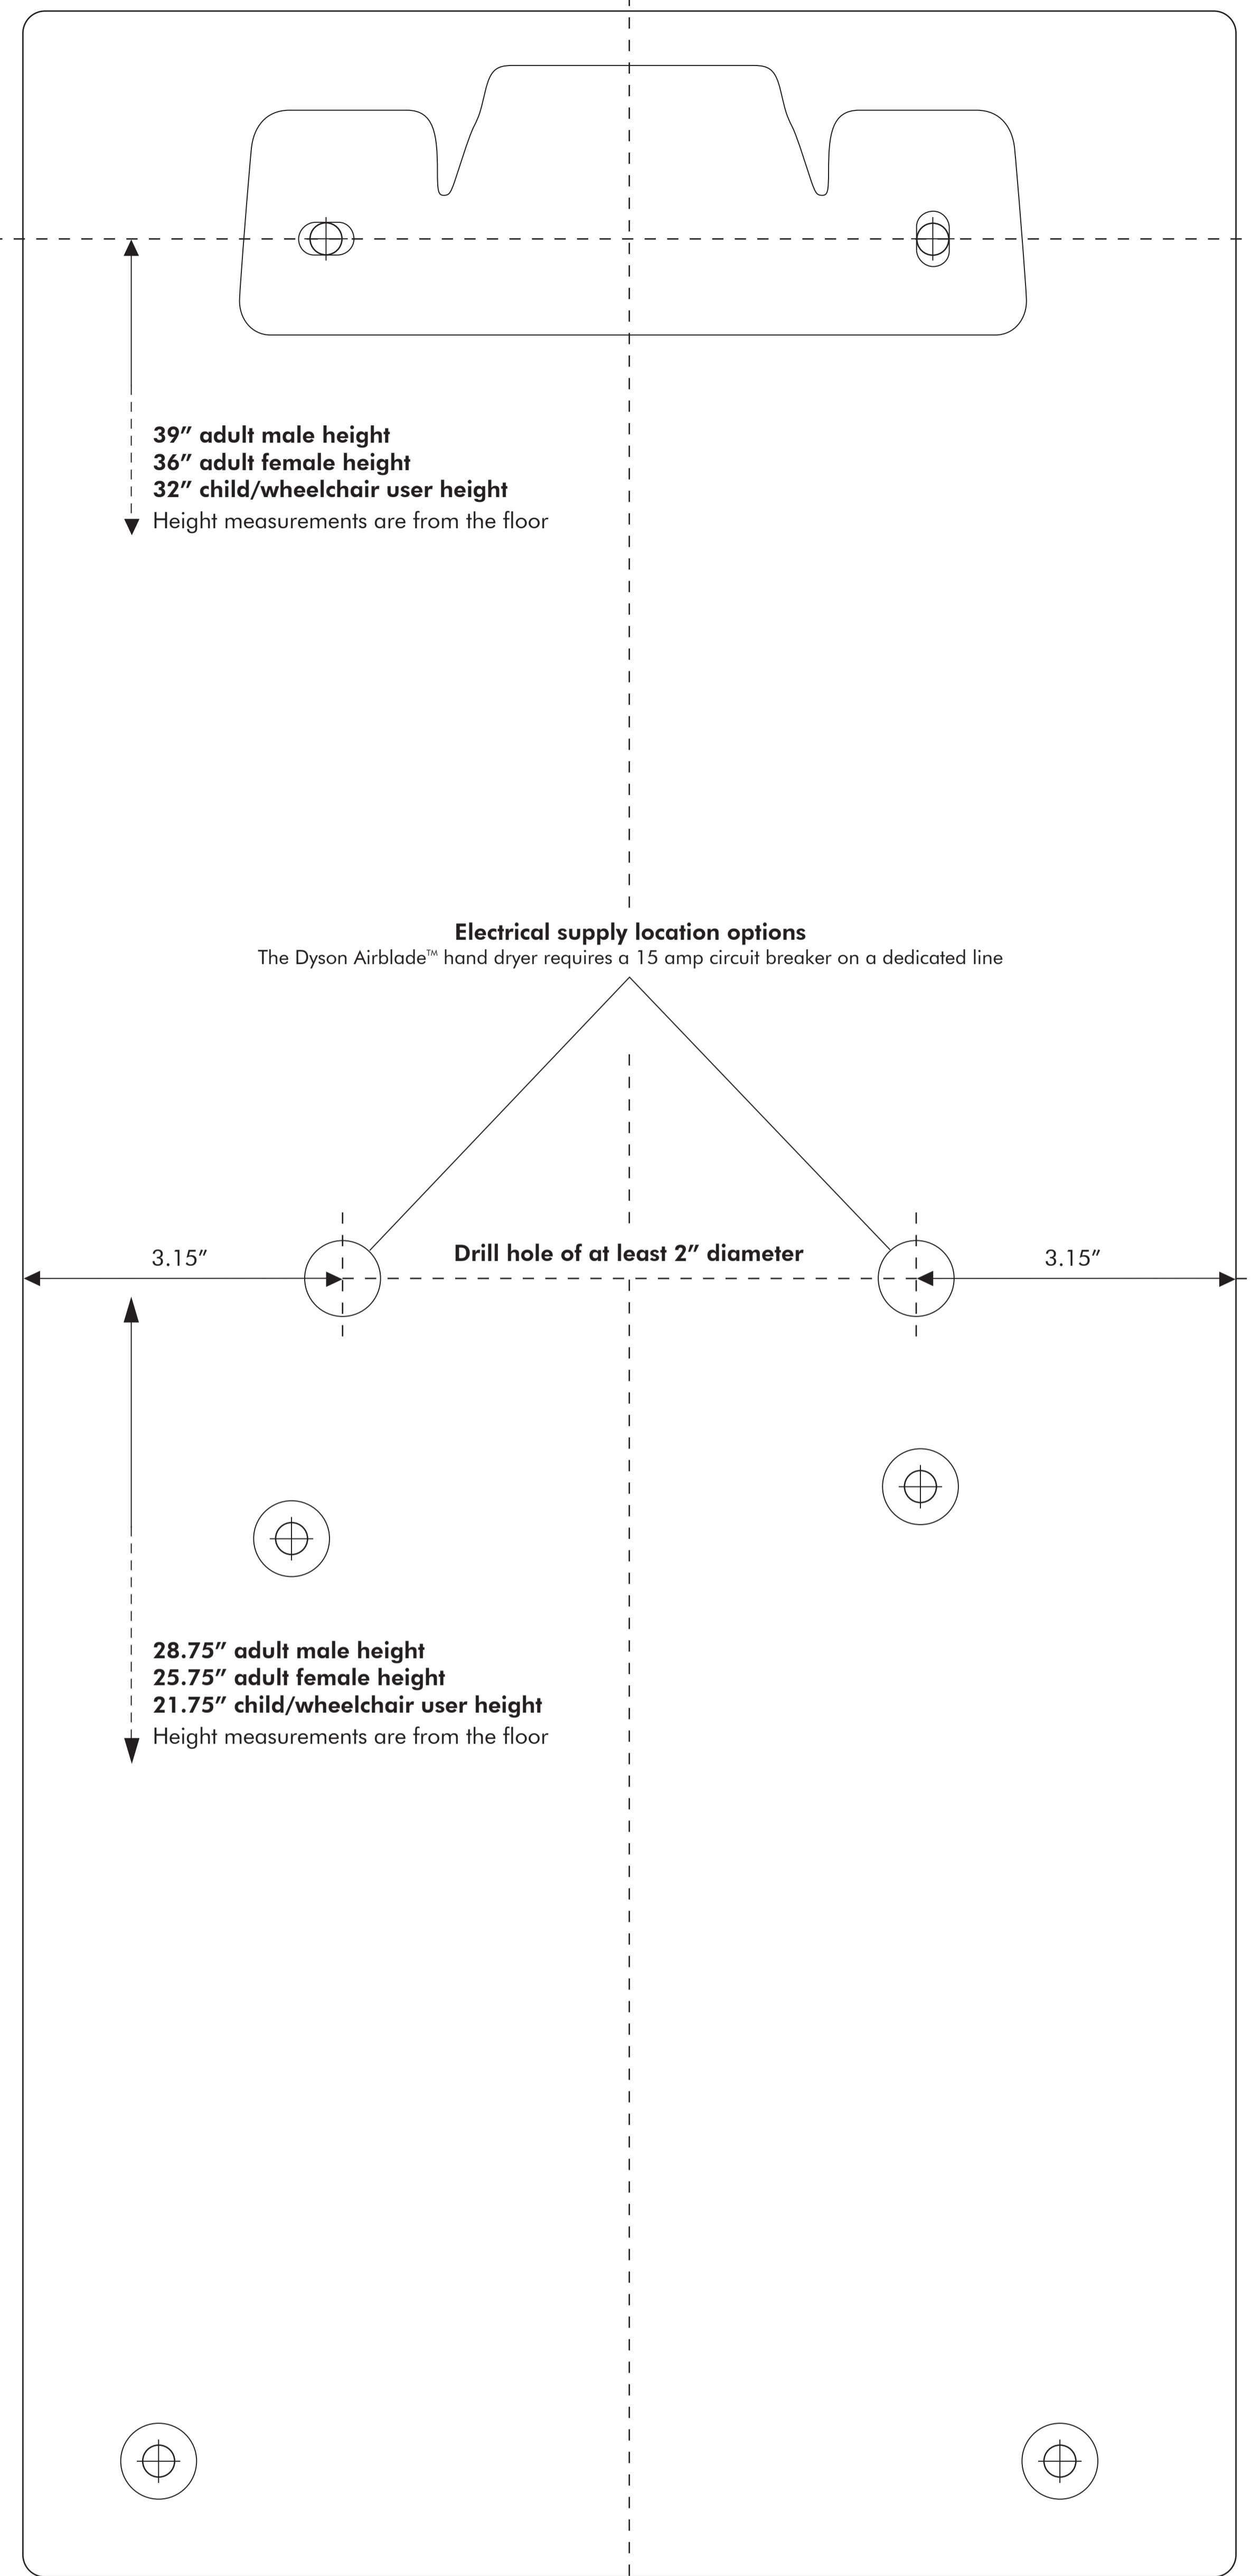 39″ adult male height
36″ adult female height
32″ child/wheelchair user height
Height measurements are from the floor
Electrical supply location options
The Dyson Airblade™ hand dryer requires a 15 amp circuit breaker on a dedicated line
3.15″
Drill hole of at least 2″ diameter
3.15″
28.75″ adult male height
25.75″ adult female height
21.75″ child/wheelchair user height
Height measurements are from the floor